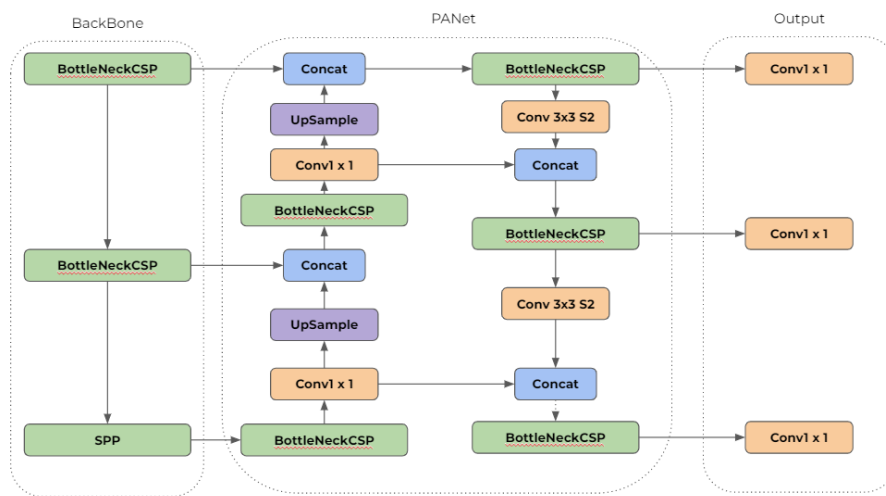 BackBone
PANet
Output
BottleNeckCSP
Concat
BottleNeckCSP
Conv1 x 1
UpSample
Conv 3x3 S2
Conv1 x 1
Concat
BottleNeckCSP
BottleNeckCSP
Conv1 x 1
BottleNeckCSP
Concat
Conv 3x3 S2
UpSample
Conv1 x 1
Concat
SPP
BottleNeckCSP
BottleNeckCSP
Conv1 x 1